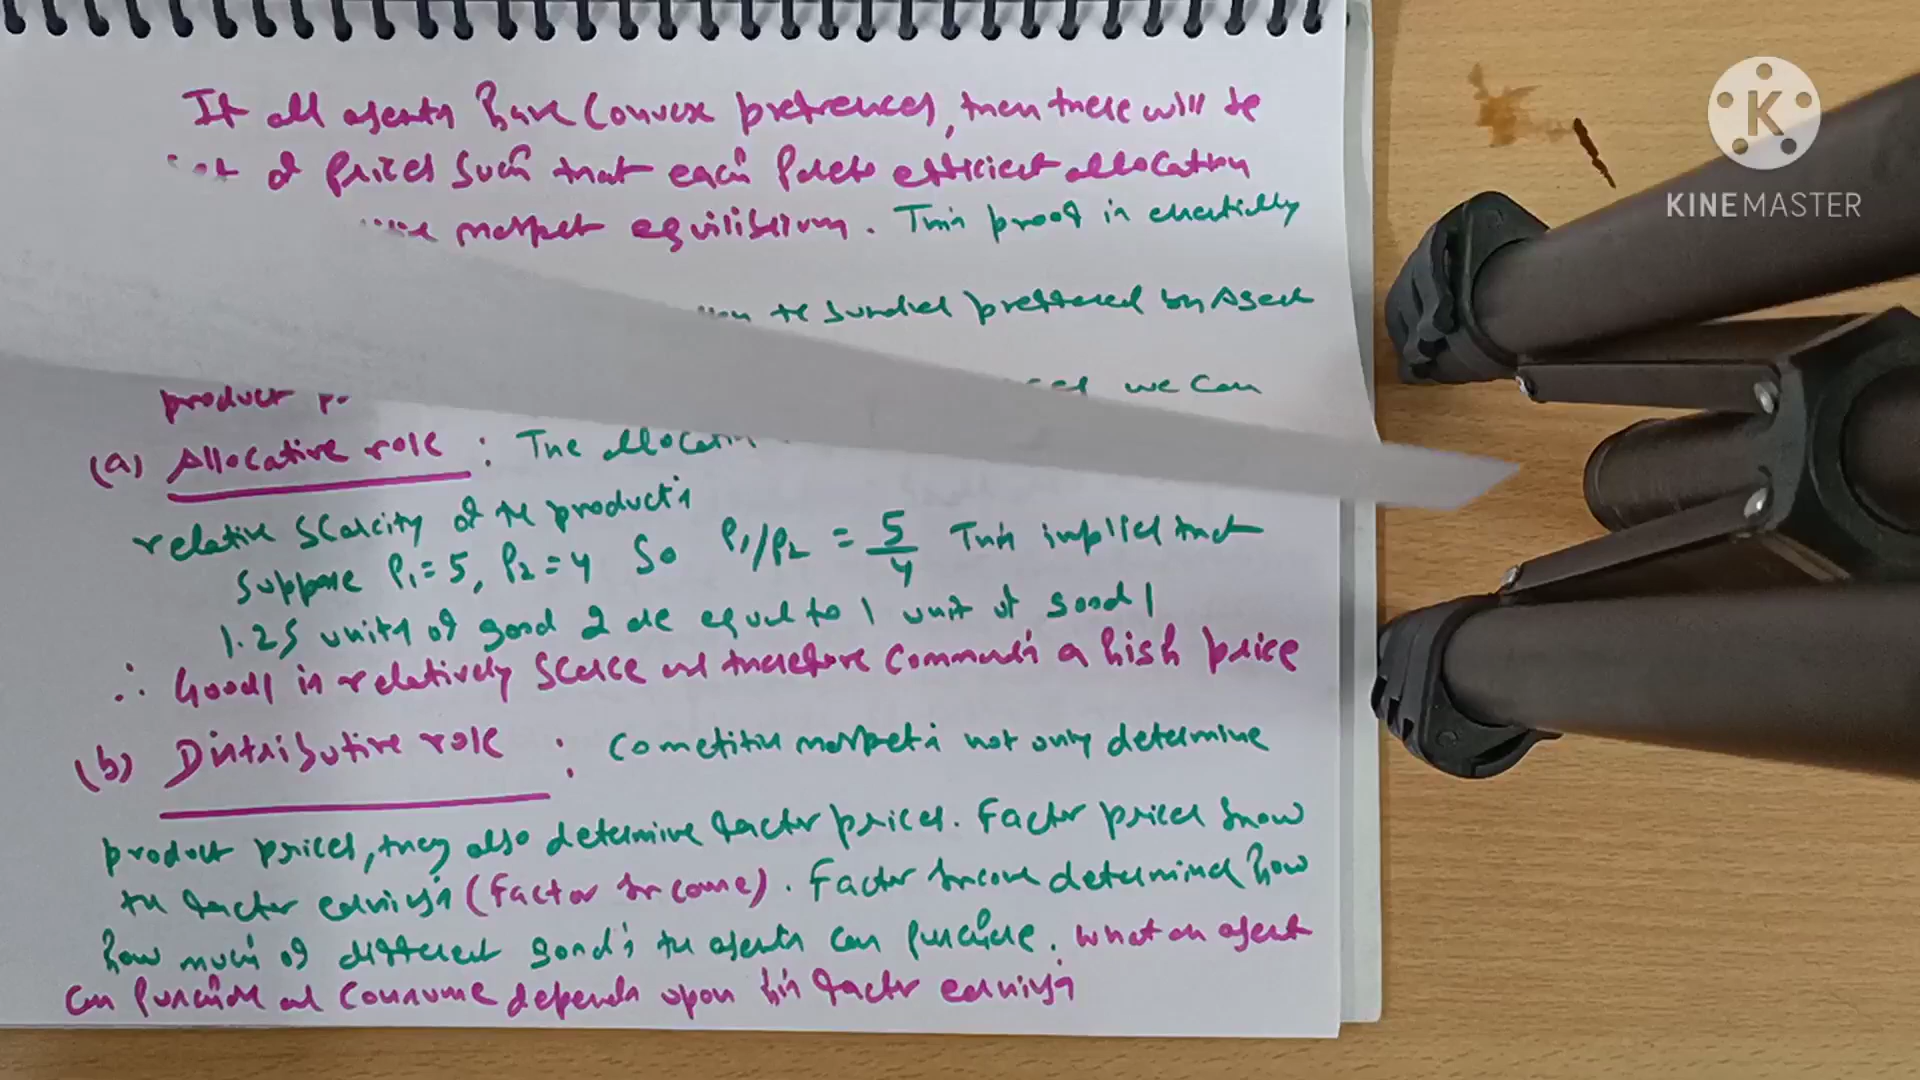 If all agents have convex preferences, then there will be
of prices such that each Pareto efficient allocation
market equilibrium. This proof is essentially
the bundle preferred by Agent
we can
product
(a) Allocative role : The allocativ
relative scarcity of the products
Suppose P1=5, P2=4 So P1/P2 = 5/4 This implies that
1.25 units of good 2 are equal to 1 unit of good 1
∴ Good 1 is relatively scarce and therefore commands a high price
(b) Distributive role : Cometitive markets not only determine
product prices, they also determine factor prices. Factor prices show
the factor earnings (Factor Income). Factor Income determines how
how much of different goods the agents can purchase. What an agent
can purchase and consume depends upon his factor earnings
KINEMASTER